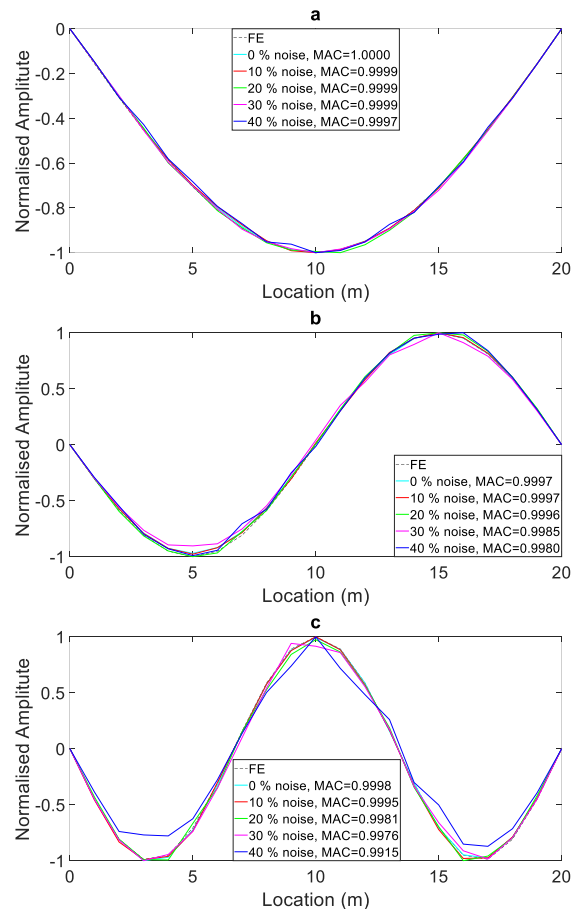 a
0
-0.2
-0.4
-0.6
-0.8
-1
Normalised Amplitude
FE
0 % noise, MAC=1.0000
10 % noise, MAC=0.9999
20 % noise, MAC=0.9999
30 % noise, MAC=0.9999
40 % noise, MAC=0.9997
0 5 10 15 20
Location (m)
b
1
0.5
0
-0.5
-1
Normalised Amplitude
FE
0 % noise, MAC=0.9997
10 % noise, MAC=0.9997
20 % noise, MAC=0.9996
30 % noise, MAC=0.9985
40 % noise, MAC=0.9980
0 5 10 15 20
Location (m)
c
1
0.5
0
-0.5
-1
Normalised Amplitude
FE
0 % noise, MAC=0.9998
10 % noise, MAC=0.9995
20 % noise, MAC=0.9981
30 % noise, MAC=0.9976
40 % noise, MAC=0.9915
0 5 10 15 20
Location (m)